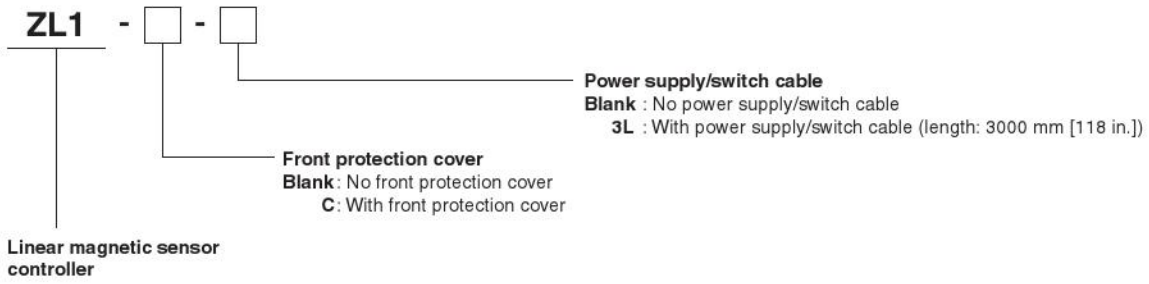 ZL1 - □ - □
Power supply/switch cable
Blank : No power supply/switch cable
3L : With power supply/switch cable (length: 3000 mm [118 in.])
Front protection cover
Blank : No front protection cover
C : With front protection cover
Linear magnetic sensor
controller